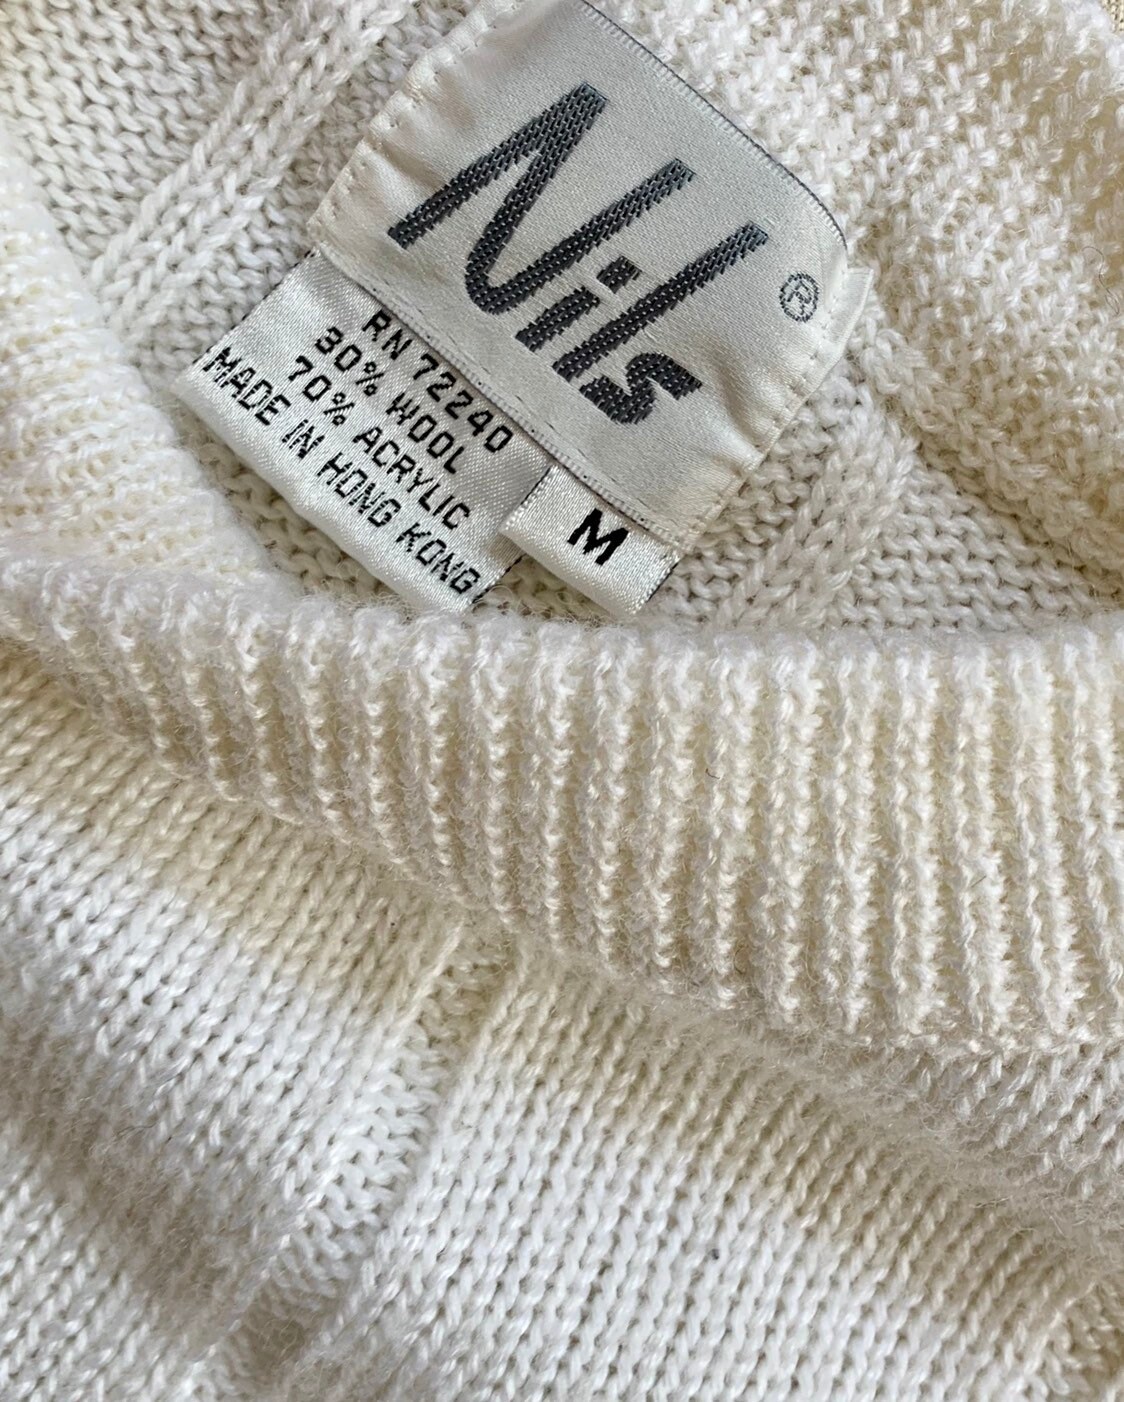 Nils®
RN 72240
30% WOOL
70% ACRYLIC
MADE IN HONG KONG
M